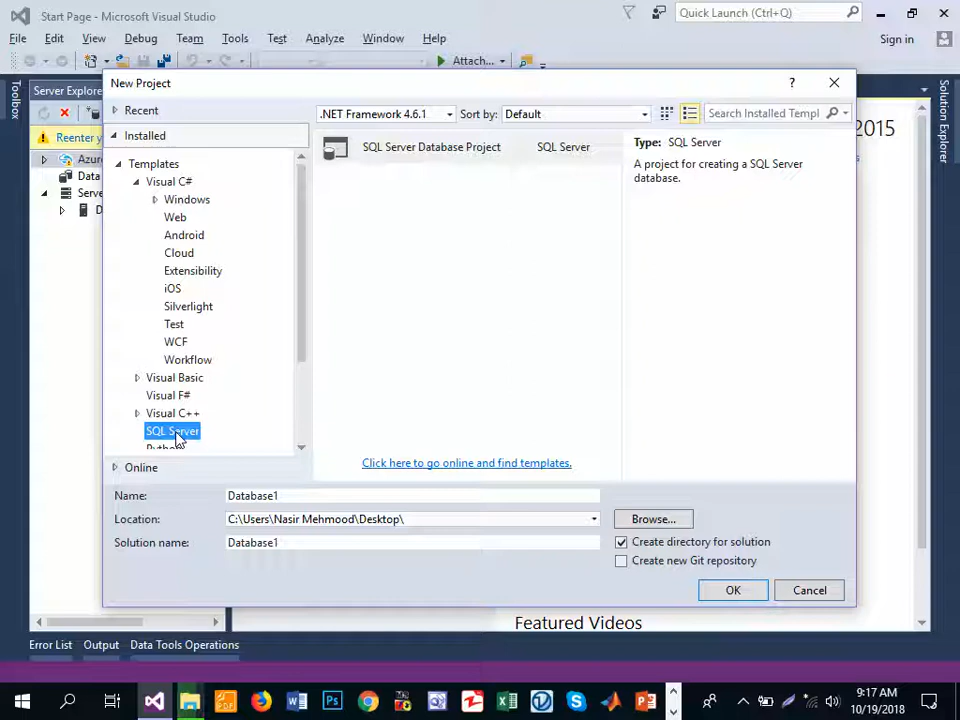 Start Page - Microsoft Visual Studio
Quick Launch (Ctrl+Q)
File Edit View Debug Team Tools Test Analyze Window Help
Sign in
Attach...
Toolbox
Server Explo
Solution Explorer
New Project
?
Recent
.NET Framework 4.6.1
Sort by: Default
Search Installed Templ
Installed
2015
Reenter y
SQL Server Database Project
SQL Server
Type: SQL Server
A project for creating a SQL Server
database.
Azur
Data
Serve
D
Templates
Visual C#
Windows
Web
Android
Cloud
Extensibility
iOS
Silverlight
Test
WCF
Workflow
Visual Basic
Visual F#
Visual C++
SQL Server
Python
Online
Click here to go online and find templates.
Name: Database1
Location: C:\Users\Nasir Mehmood\Desktop\
Browse...
Solution name: Database1
Create directory for solution
Create new Git repository
OK
Cancel
Featured Videos
Error List Output Data Tools Operations
9:17 AM
10/19/2018